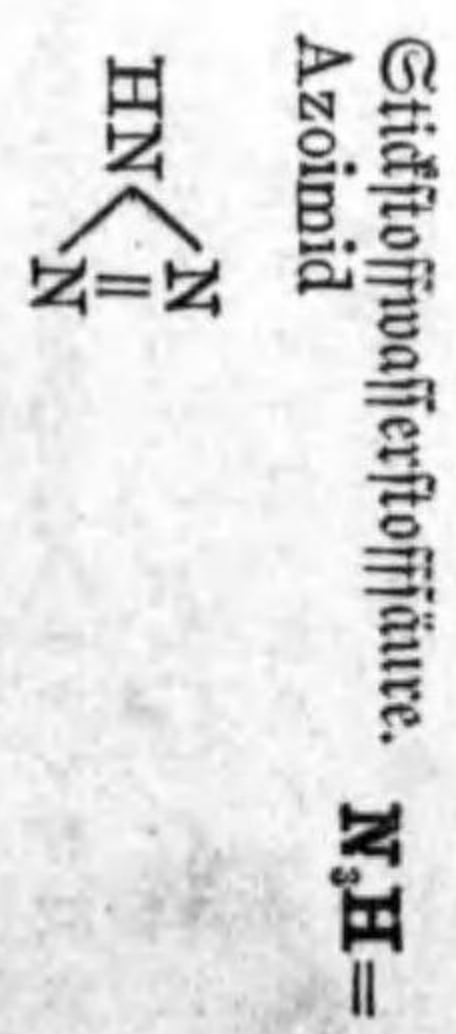 Stickstoffwasserstoffsäure. N₃H =
Azoimid
HN
N
=
N